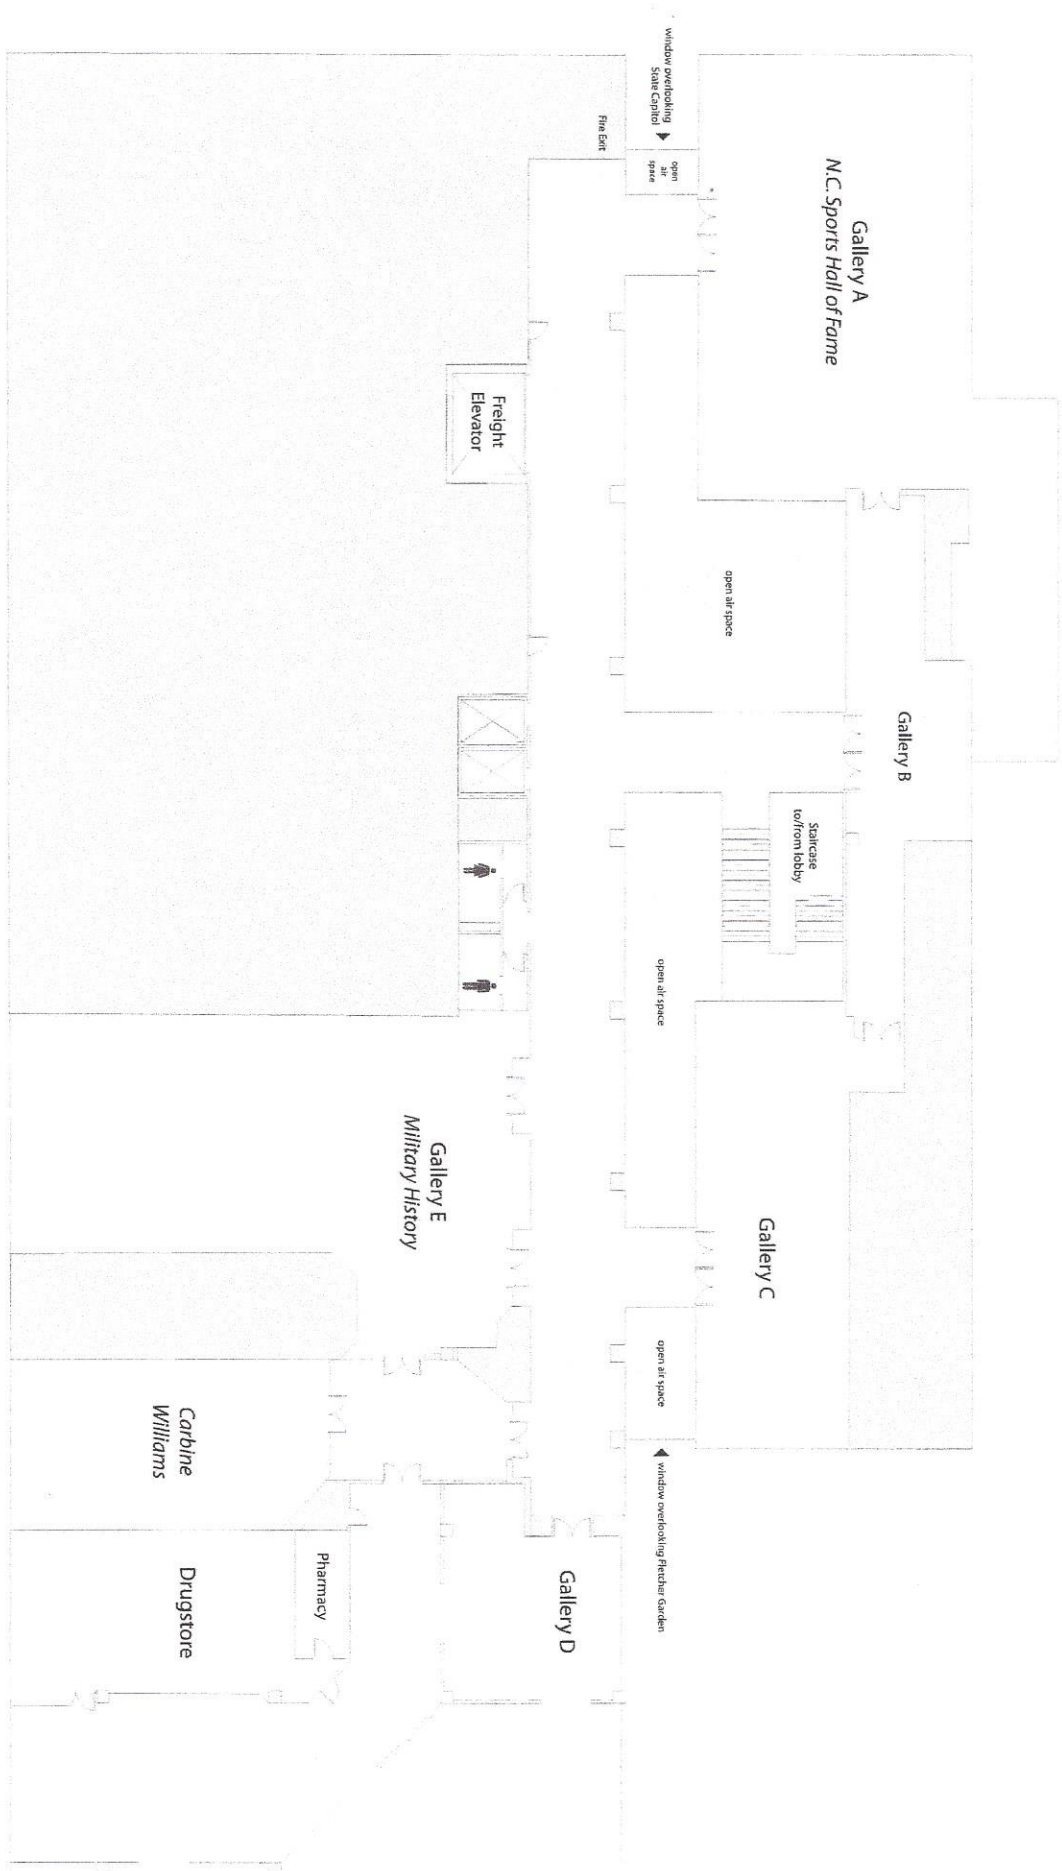 window overlooking
State Capitol
open
air
space
Fire Exit
Gallery A
N.C. Sports Hall of Fame
Freight
Elevator
open air space
Gallery B
Staircase
to/from lobby
open air space
Gallery E
Military History
Gallery C
open air space
window overlooking Fletcher Garden
Carbine
Williams
Gallery D
Pharmacy
Drugstore